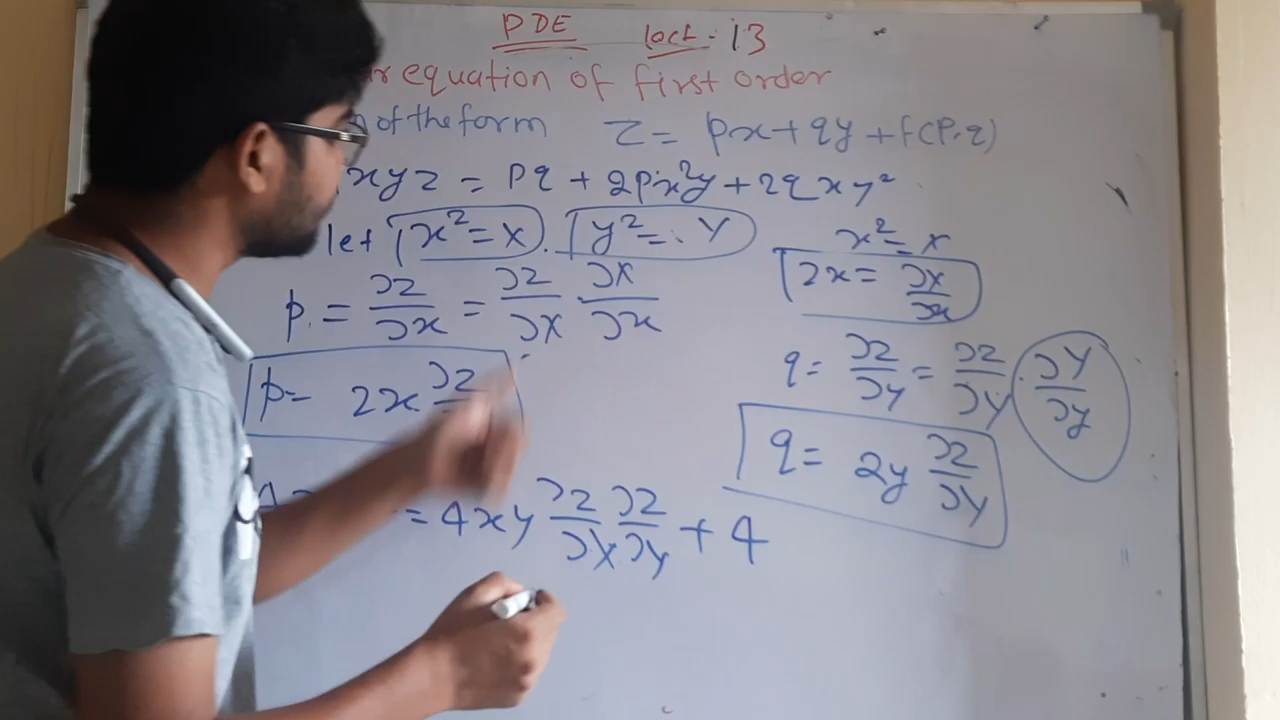 PDE Lect. 13
equation of first order
of the form z = px + qy + f(p, q)
xyz = pq + 2px²y + 2qxy²
let x² = X . y² = Y
x² = X
2x = ∂X/∂x
p = ∂z/∂x = ∂z/∂X ∂X/∂x
q = ∂z/∂y = ∂z/∂Y . ∂Y/∂y
p = 2x ∂z
q = 2y ∂z/∂Y
= 4xy ∂z/∂X ∂z/∂Y + 4